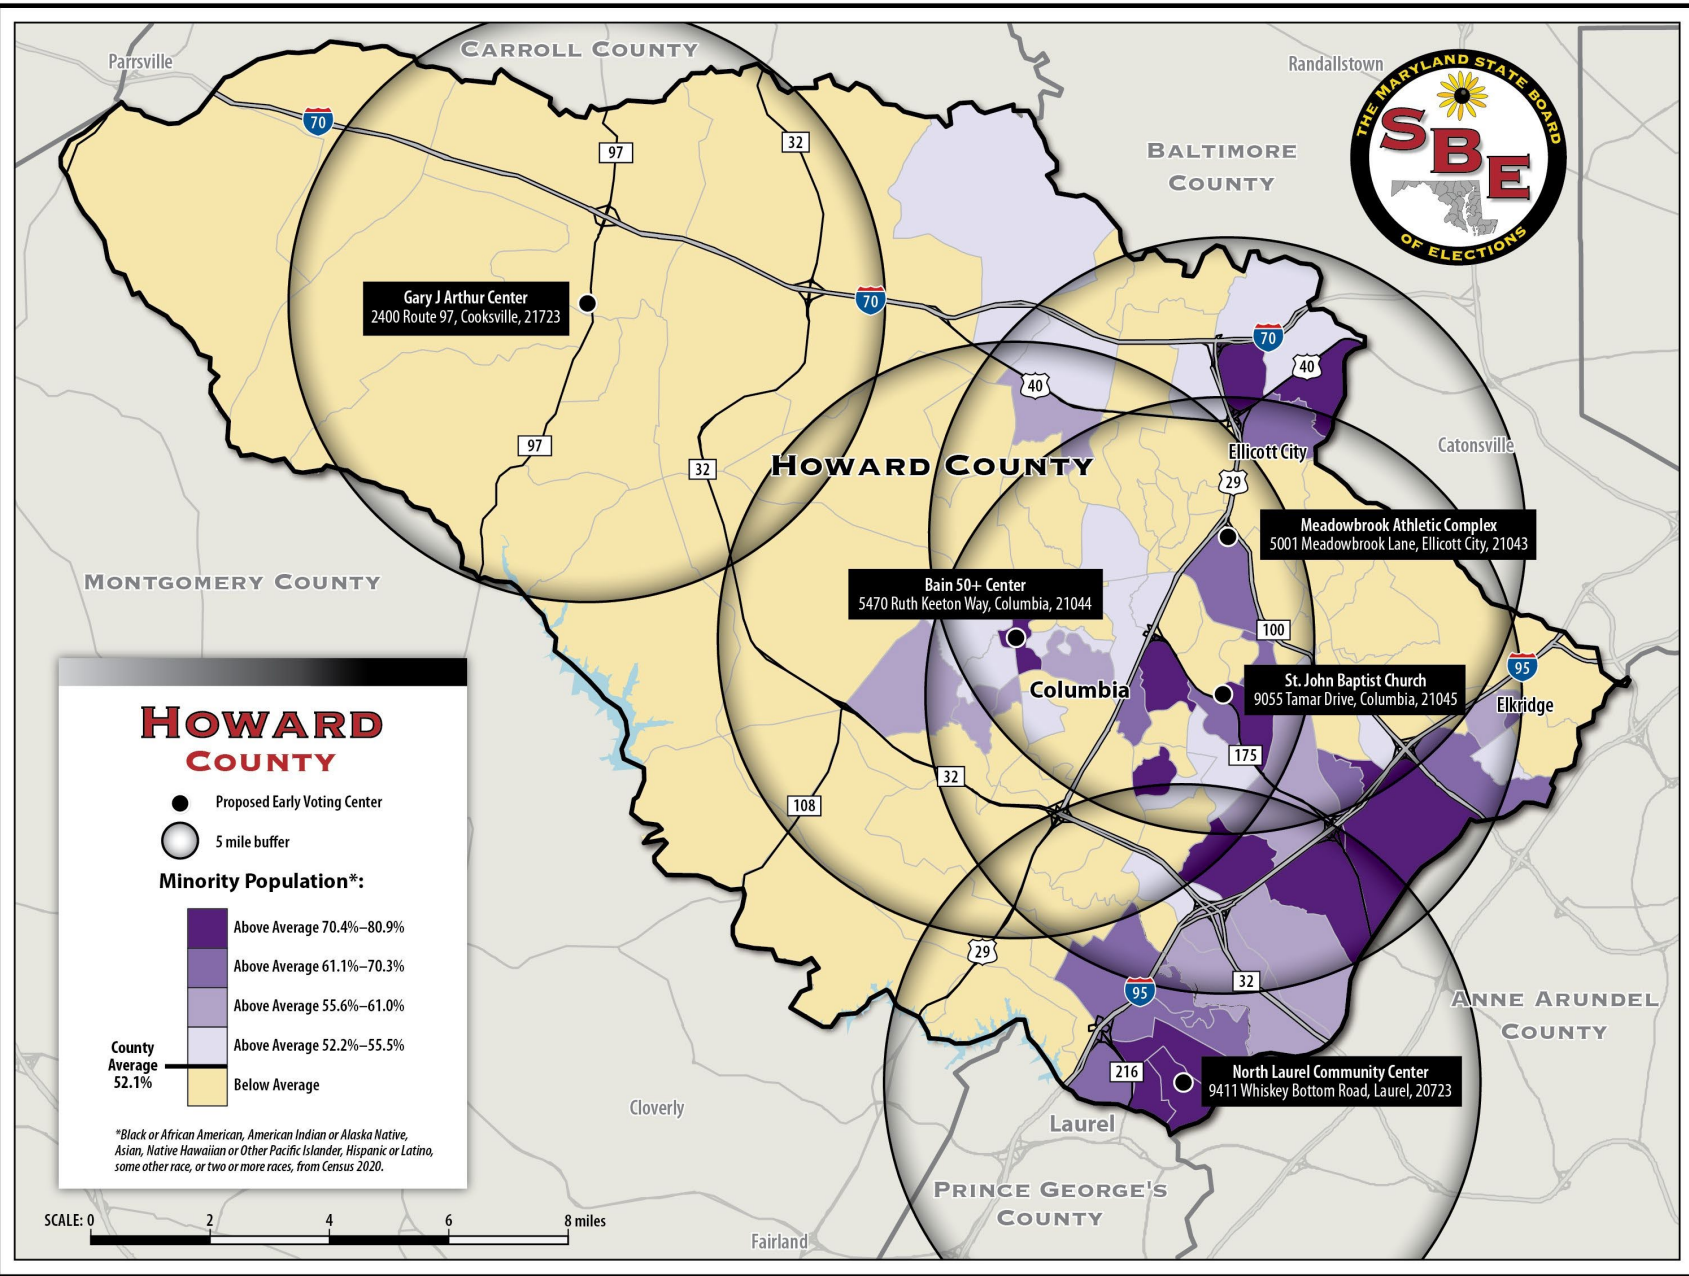 CARROLL COUNTY
Parrsville
Randallstown
THE MARYLAND STATE BOARD
SBE
OF ELECTIONS
BALTIMORE
COUNTY
70
97
32
Gary J Arthur Center
2400 Route 97, Cooksville, 21723
70
70
40
40
97
32
HOWARD COUNTY
Ellicott City
Catonsville
29
Meadowbrook Athletic Complex
5001 Meadowbrook Lane, Ellicott City, 21043
MONTGOMERY COUNTY
Bain 50+ Center
5470 Ruth Keeton Way, Columbia, 21044
100
95
Columbia
St. John Baptist Church
9055 Tamar Drive, Columbia, 21045
Elkridge
175
32
108
29
95
32
ANNE ARUNDEL
COUNTY
216
North Laurel Community Center
9411 Whiskey Bottom Road, Laurel, 20723
Laurel
Cloverly
PRINCE GEORGE'S
COUNTY
Fairland
HOWARD
COUNTY
Proposed Early Voting Center
5 mile buffer
Minority Population*:
Above Average 70.4%–80.9%
Above Average 61.1%–70.3%
Above Average 55.6%–61.0%
Above Average 52.2%–55.5%
County
Average
52.1%
Below Average
*Black or African American, American Indian or Alaska Native,
Asian, Native Hawaiian or Other Pacific Islander, Hispanic or Latino,
some other race, or two or more races, from Census 2020.
SCALE: 0 2 4 6 8 miles